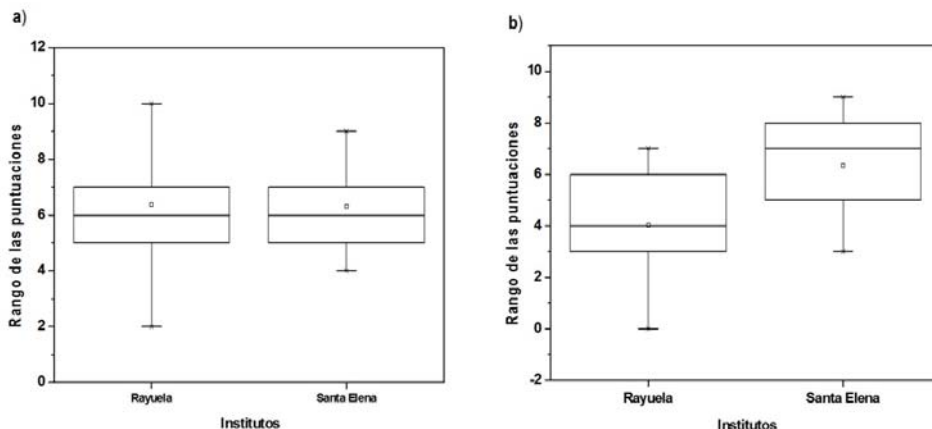 a)
Rango de las puntuaciones
12
10
8
6
4
2
0
Rayuela Santa Elena
Institutos
b)
Rango de las puntuaciones
10
8
6
4
2
0
-2
Rayuela Santa Elena
Institutos